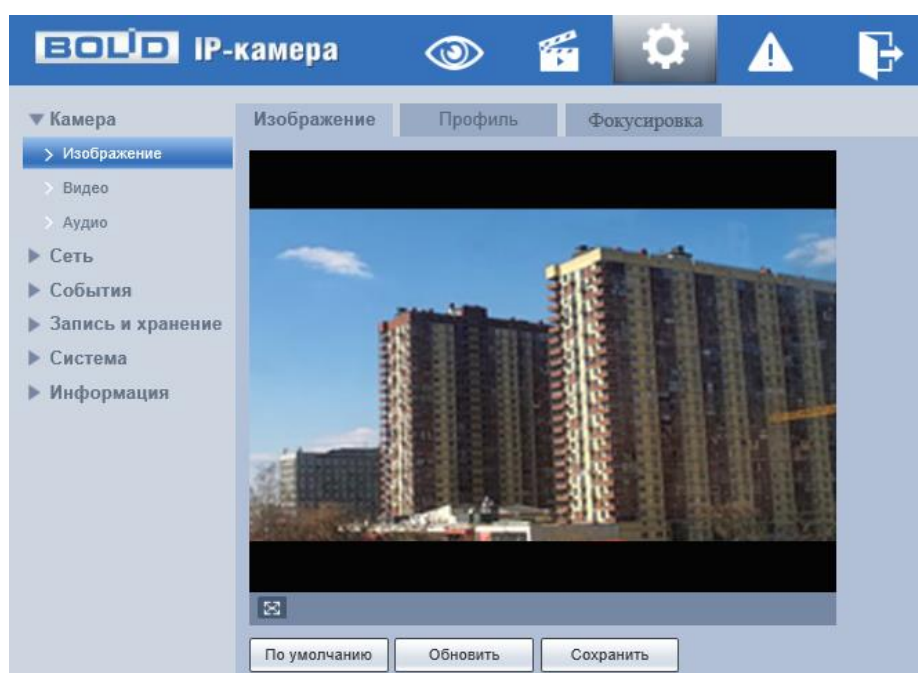 BOLID IP-камера
Камера
Изображение
Видео
Аудио
Сеть
События
Запись и хранение
Система
Информация
Изображение Профиль Фокусировка
По умолчанию Обновить Сохранить